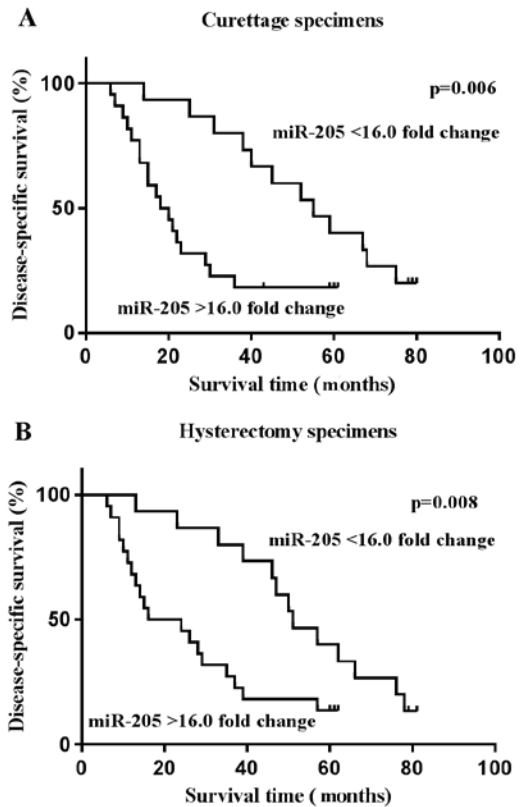 A
Curettage specimens
Disease-specific survival (%)
100
50
0
p=0.006
miR-205 <16.0 fold change
miR-205 >16.0 fold change
0 20 40 60 80 100
Survival time (months)
B
Hysterectomy specimens
Disease-specific survival (%)
100
50
0
p=0.008
miR-205 <16.0 fold change
miR-205 >16.0 fold change
0 20 40 60 80 100
Survival time (months)